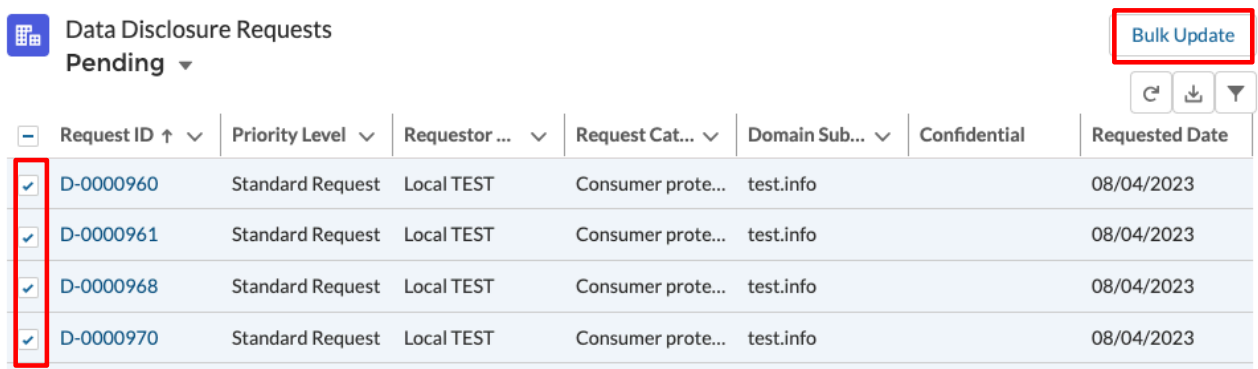 Data Disclosure Requests
Bulk Update
Pending
Request ID Priority Level Requestor ... Request Cat... Domain Sub... Confidential Requested Date
D-0000960 Standard Request Local TEST Consumer prote... test.info 08/04/2023
D-0000961 Standard Request Local TEST Consumer prote... test.info 08/04/2023
D-0000968 Standard Request Local TEST Consumer prote... test.info 08/04/2023
D-0000970 Standard Request Local TEST Consumer prote... test.info 08/04/2023